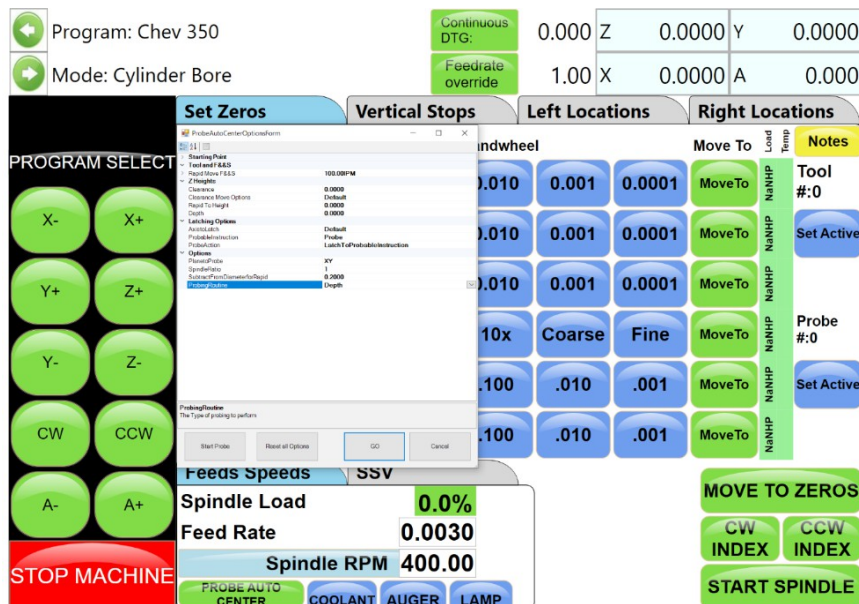 Program: Chev 350
Continuous DTG:
0.000 Z 0.0000 Y 0.0000
Mode: Cylinder Bore
Feedrate override
1.00 X 0.0000 A 0.000
Set Zeros
Vertical Stops
Left Locations
Right Locations
PROGRAM SELECT
X-
X+
Y+
Z+
Y-
Z-
CW
CCW
A-
A+
STOP MACHINE
ProbeAutoCenterOptionsForm
Starting Point
Tool and F&&S
Rapid Move F&&S 100.00IPM
Z Heights
Clearance 0.0000
Clearance Move Options Default
Rapid To Height 0.0000
Depth 0.0000
Latching Options
AxistoLatch Default
ProbableInstruction Probe
ProbeAction LatchToProbableInstruction
Options
PlanetoProbe XY
SpindleRatio 1
SubtractFromDiameterforRapid 0.2000
ProbingRoutine Depth
ProbingRoutine
The Type of probing to perform
Start Probe
Reset all Options
GO
Cancel
ndwheel
Move To
Load
Temp
Notes
.010 0.001 0.0001 MoveTo NaNHP
Tool #:0
.010 0.001 0.0001 MoveTo NaNHP
Set Active
.010 0.001 0.0001 MoveTo NaNHP
10x Coarse Fine MoveTo NaNHP
Probe #:0
.100 .010 .001 MoveTo NaNHP
Set Active
.100 .010 .001 MoveTo NaNHP
Feeds Speeds
SSV
Spindle Load 0.0%
Feed Rate 0.0030
Spindle RPM 400.00
PROBE AUTO CENTER
COOLANT
AUGER
LAMP
MOVE TO ZEROS
CW INDEX
CCW INDEX
START SPINDLE